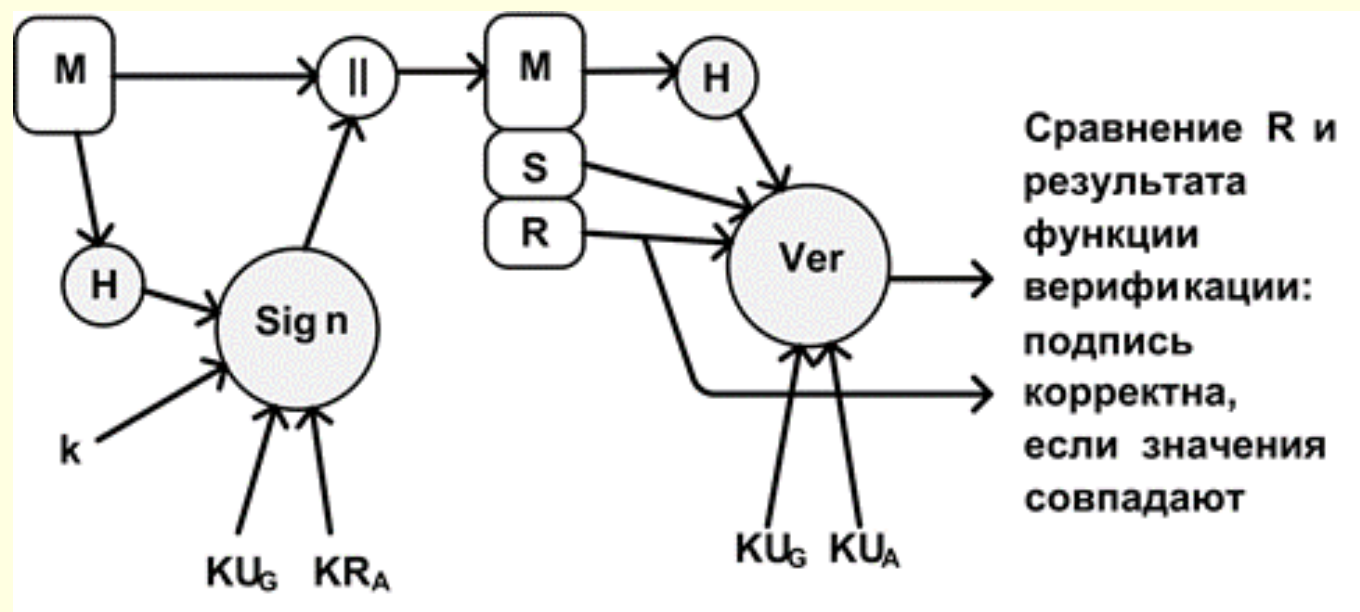 M
||
M
H
S
R
H
Sign
Ver
k
KUG
KRA
KUG
KUA
Сравнение R и
результата
функции
верификации:
подпись
корректна,
если значения
совпадают